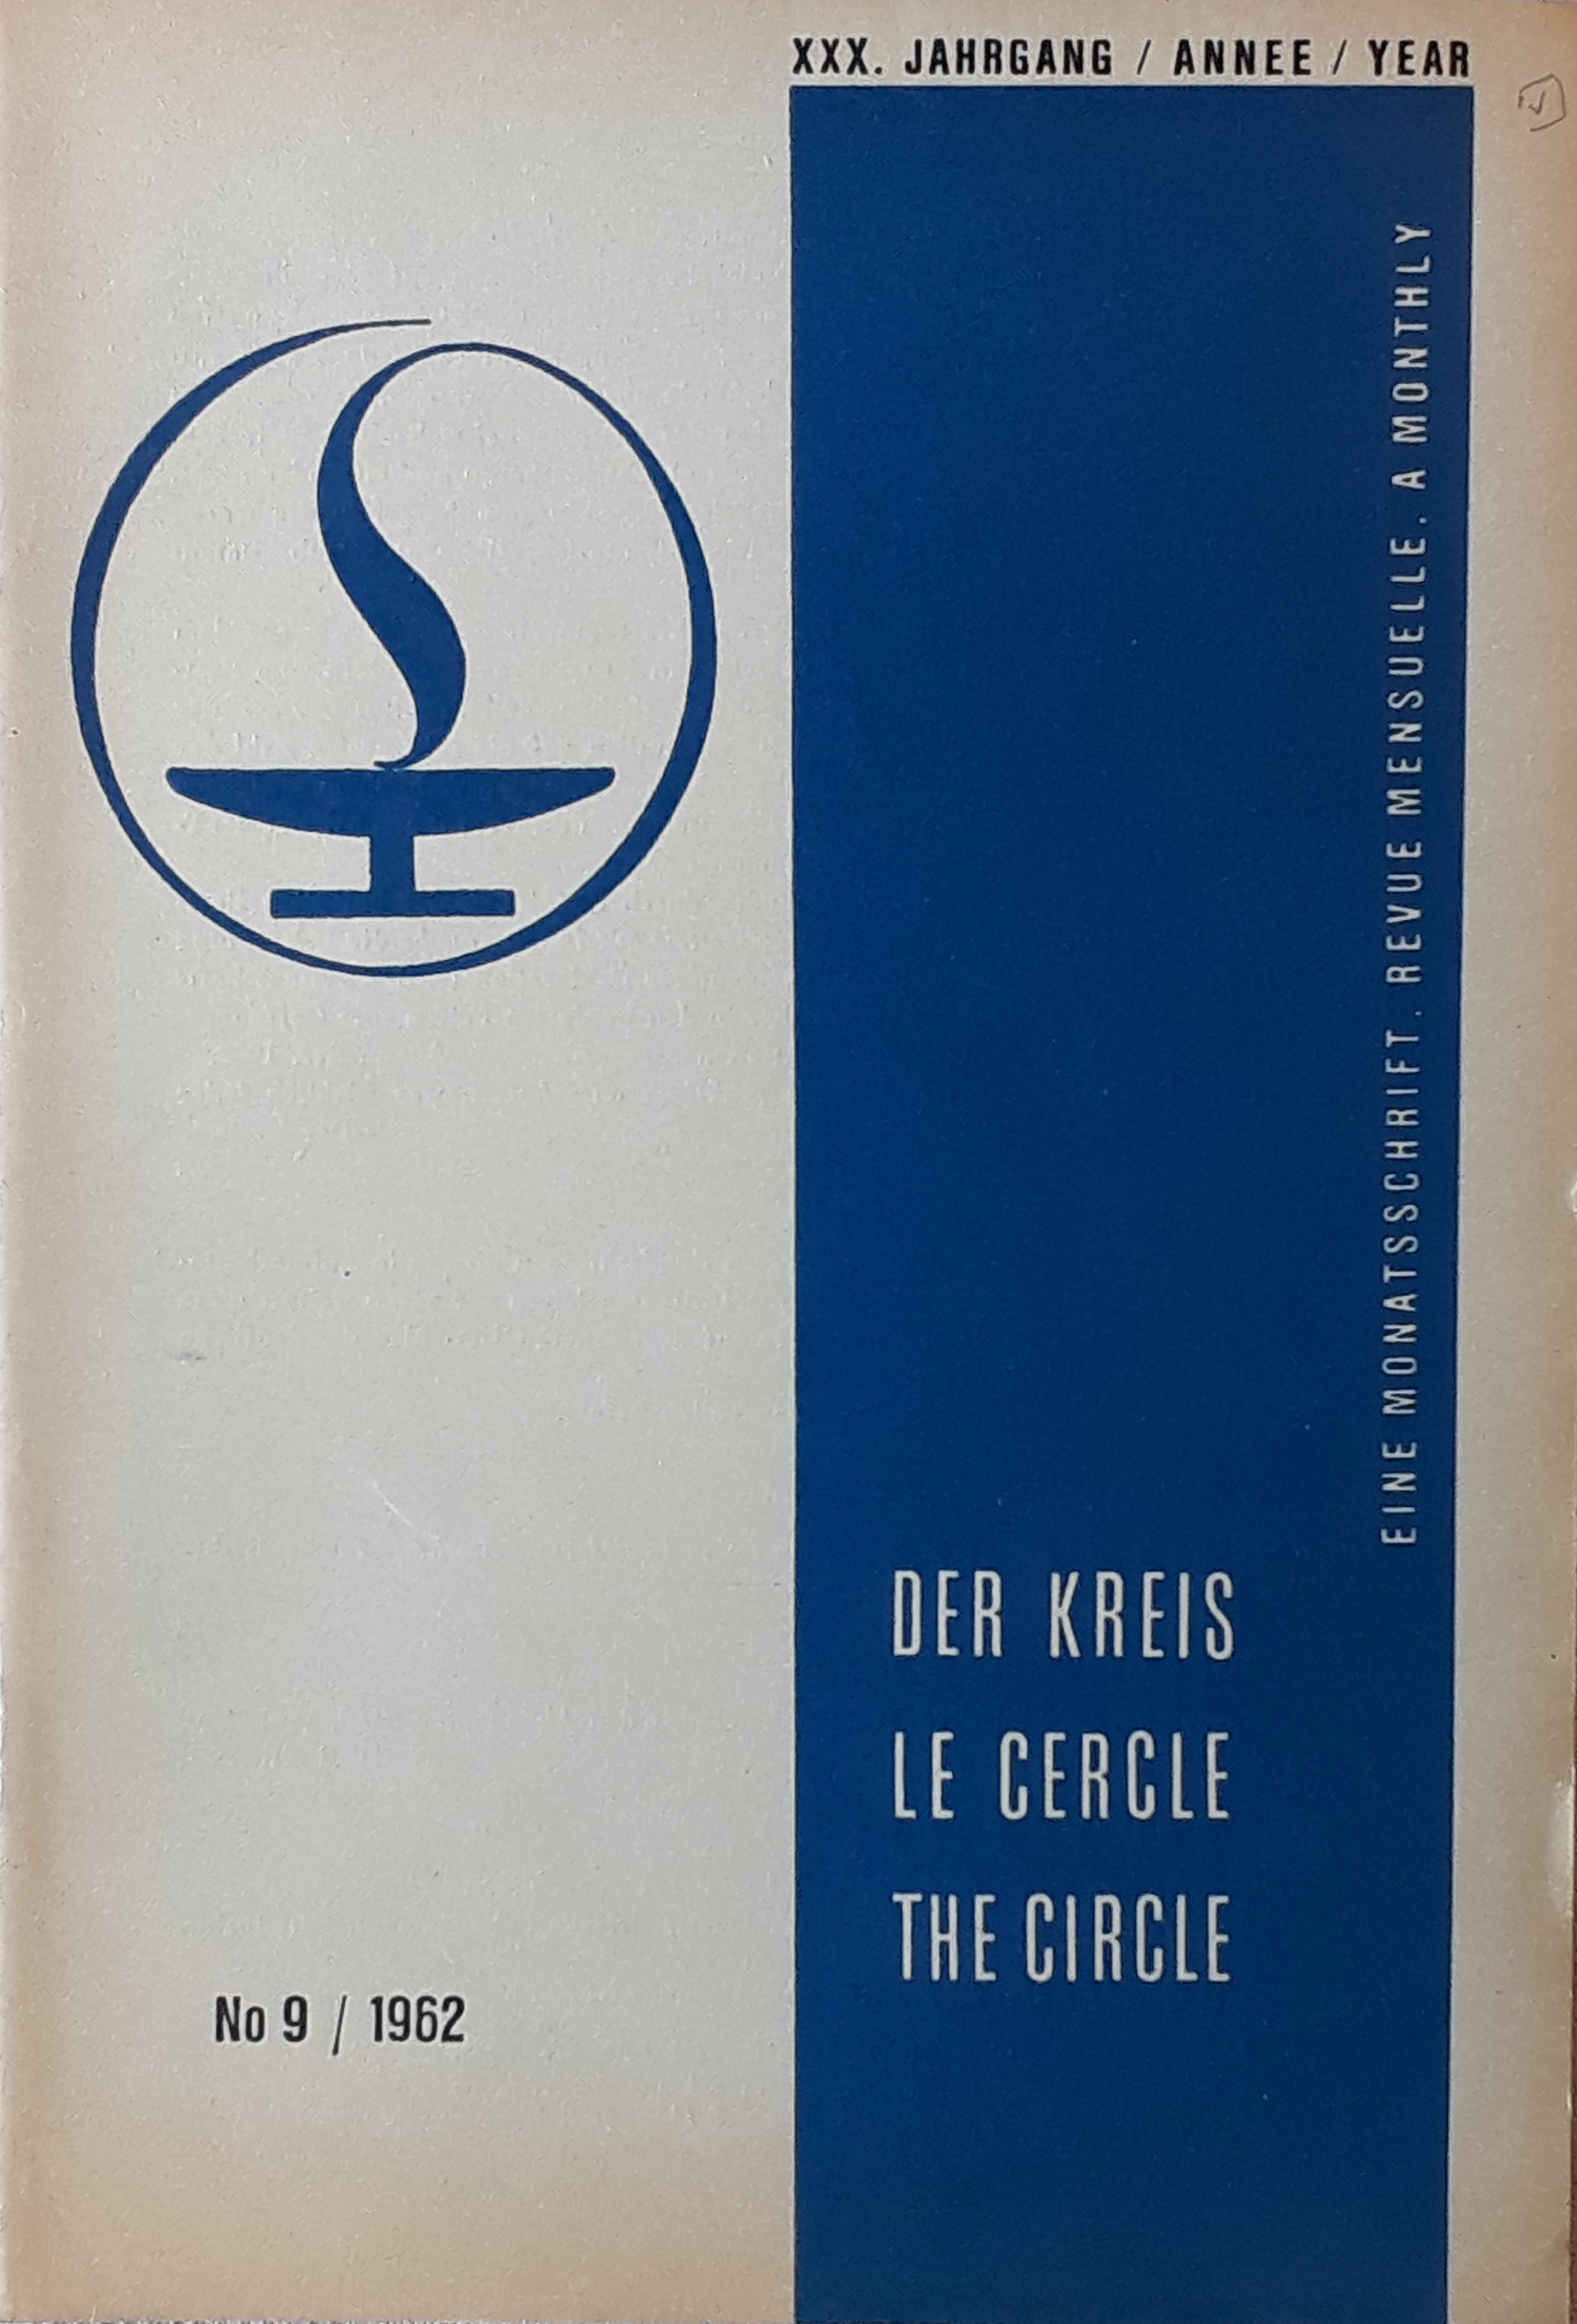 XXX. JAHRGANG / ANNEE / YEAR
EINE MONATSSCHRIFT. REVUE MENSUELLE. A MONTHLY
DER KREIS
LE CERCLE
THE CIRCLE
No 9 / 1962